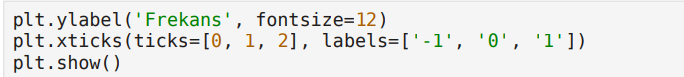 plt.ylabel('Frekans', fontsize=12)
plt.xticks(ticks=[0, 1, 2], labels=['-1', '0', '1'])
plt.show()